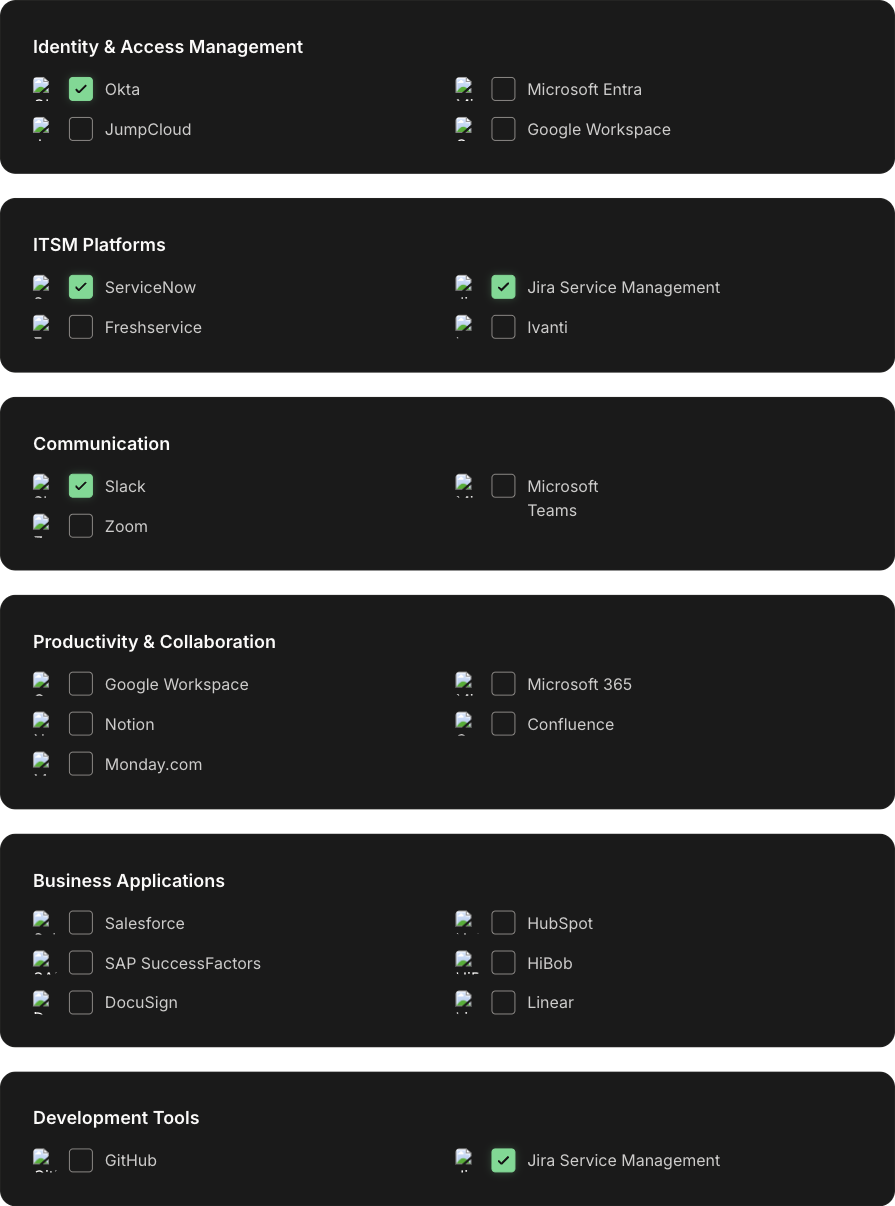 Identity & Access Management
Okta
Microsoft Entra
JumpCloud
Google Workspace
ITSM Platforms
ServiceNow
Jira Service Management
Freshservice
Ivanti
Communication
Slack
Microsoft
Teams
Zoom
Productivity & Collaboration
Google Workspace
Microsoft 365
Notion
Confluence
Monday.com
Business Applications
Salesforce
HubSpot
SAP SuccessFactors
HiBob
DocuSign
Linear
Development Tools
GitHub
Jira Service Management